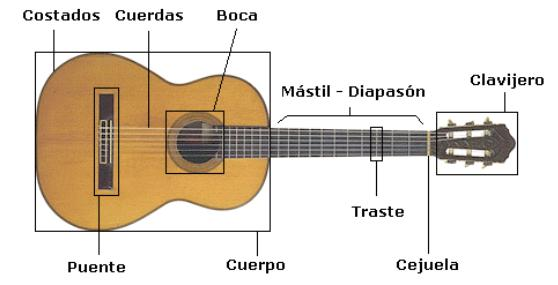 Costados
Cuerdas
Boca
Mástil - Diapasón
Clavijero
Traste
Puente
Cuerpo
Cejuela